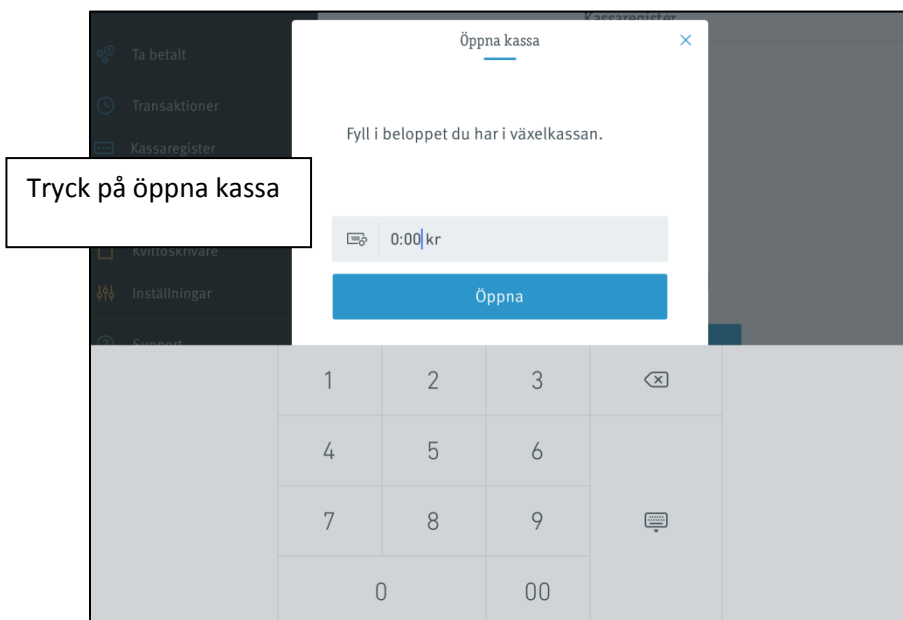 Kassaregister
Öppna kassa
Ta betalt
Transaktioner
Kassaregister
Fyll i beloppet du har i växelkassan.
Tryck på öppna kassa
0:00 kr
Kvittoskrivare
Öppna
Inställningar
Support
1 2 3
4 5 6
7 8 9
0 00